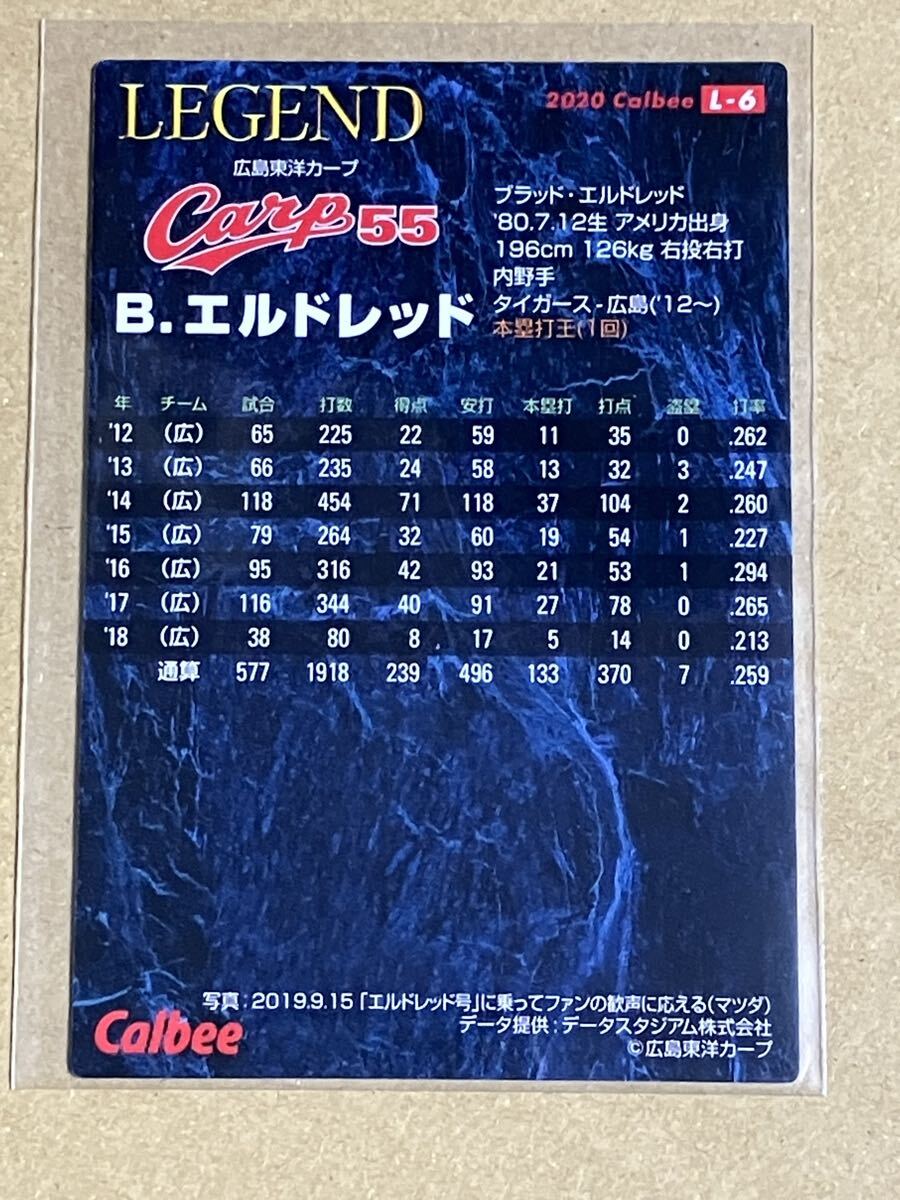 LEGEND
2020 Calbee L-6
広島東洋カープ
Carp 55
B.エルドレッド
ブラッド・エルドレッド
'80.7.12生 アメリカ出身
196cm 126kg 右投右打
内野手
タイガース-広島('12〜)
本塁打王(1回)
年 チーム 試合 打数 得点 安打 本塁打 打点 盗塁 打率
'12 (広) 65 225 22 59 11 35 0 .262
'13 (広) 66 235 24 58 13 32 3 .247
'14 (広) 118 454 71 118 37 104 2 .260
'15 (広) 79 264 32 60 19 54 1 .227
'16 (広) 95 316 42 93 21 53 1 .294
'17 (広) 116 344 40 91 27 78 0 .265
'18 (広) 38 80 8 17 5 14 0 .213
通算 577 1918 239 496 133 370 7 .259
写真:2019.9.15「エルドレッド号」に乗ってファンの歓声に応える(マツダ)
データ提供:データスタジアム株式会社
©広島東洋カープ
Calbee